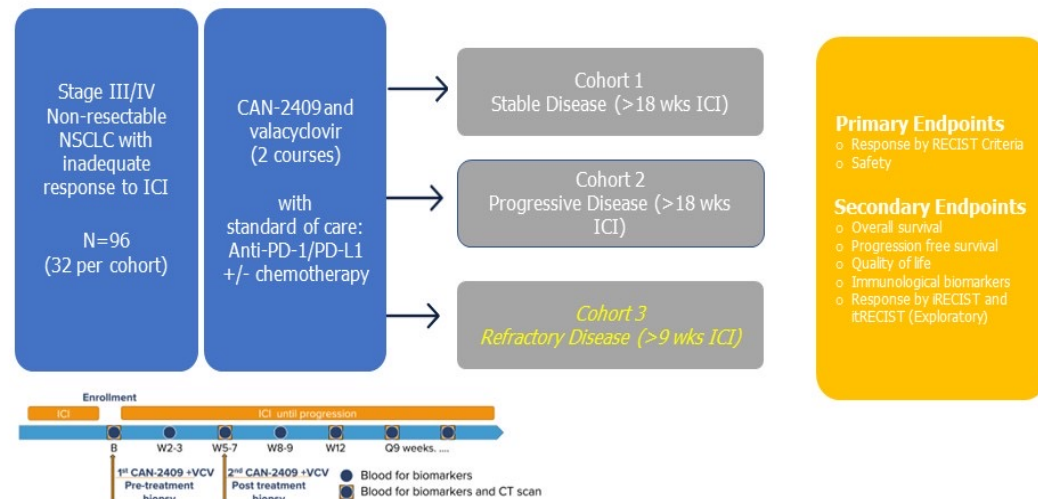 Stage III/IV
Non-resectable
NSCLC with
inadequate
response to ICI
N=96
(32 per cohort)
CAN-2409 and
valacyclovir
(2 courses)
with
standard of care:
Anti-PD-1/PD-L1
+/- chemotherapy
Cohort 1
Stable Disease (>18 wks ICI)
Cohort 2
Progressive Disease (>18 wks
ICI)
Cohort 3
Refractory Disease (>9 wks ICI)
Primary Endpoints
o Response by RECIST Criteria
o Safety
Secondary Endpoints
o Overall survival
o Progression free survival
o Quality of life
o Immunological biomarkers
o Response by iRECIST and
itRECIST (Exploratory)
Enrollment
ICI
ICI until progression
B W2-3 W5-7 W8-9 W12 Q9 weeks. ....
1st CAN-2409 +VCV
Pre-treatment
biopsy
2nd CAN-2409 +VCV
Post treatment
biopsy
Blood for biomarkers
Blood for biomarkers and CT scan